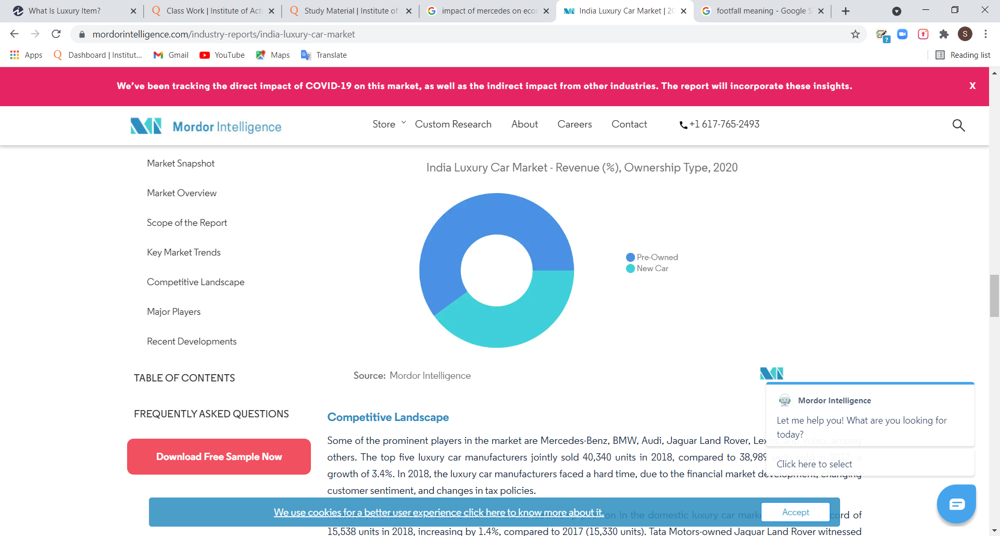 What Is Luxury Item?
Class Work | Institute of Actu
Study Material | Institute of
impact of mercedes on econ
India Luxury Car Market | 20
footfall meaning - Google S
mordorintelligence.com/industry-reports/india-luxury-car-market
S
Apps
Dashboard | Institut...
Gmail
YouTube
Maps
Translate
Reading list
We've been tracking the direct impact of COVID-19 on this market, as well as the indirect impact from other industries. The report will incorporate these insights.
X
Mordor Intelligence
Store
Custom Research
About
Careers
Contact
+1 617-765-2493
Market Snapshot
Market Overview
Scope of the Report
Key Market Trends
Competitive Landscape
Major Players
Recent Developments
TABLE OF CONTENTS
FREQUENTLY ASKED QUESTIONS
Download Free Sample Now
India Luxury Car Market - Revenue (%), Ownership Type, 2020
Pre-Owned
New Car
Source: Mordor Intelligence
Competitive Landscape
Some of the prominent players in the market are Mercedes-Benz, BMW, Audi, Jaguar Land Rover, Lexus, and Volvo, among
others. The top five luxury car manufacturers jointly sold 40,340 units in 2018, compared to 38,989 units sold in 2017, a
growth of 3.4%. In 2018, the luxury car manufacturers faced a hard time, due to the financial market development, changing
customer sentiment, and changes in tax policies.
on in the domestic luxury car mark
cord of
15,538 units in 2018, increasing by 1.4%, compared to 2017 (15,330 units). Tata Motors-owned Jaguar Land Rover witnessed
Mordor Intelligence
Let me help you! What are you looking for
today?
Click here to select
We use cookies for a better user experience click here to know more about it.
Accept